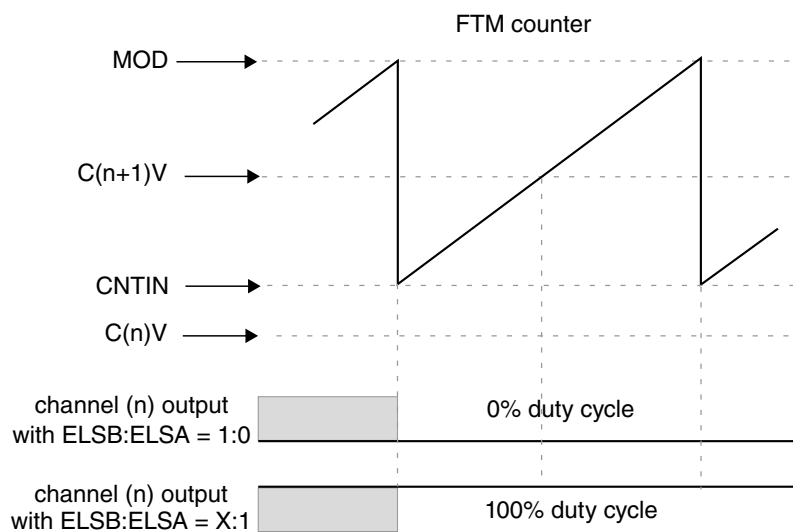 FTM counter
MOD
C(n+1)V
CNTIN
C(n)V
channel (n) output
with ELSB:ELSA = 1:0
0% duty cycle
channel (n) output
with ELSB:ELSA = X:1
100% duty cycle